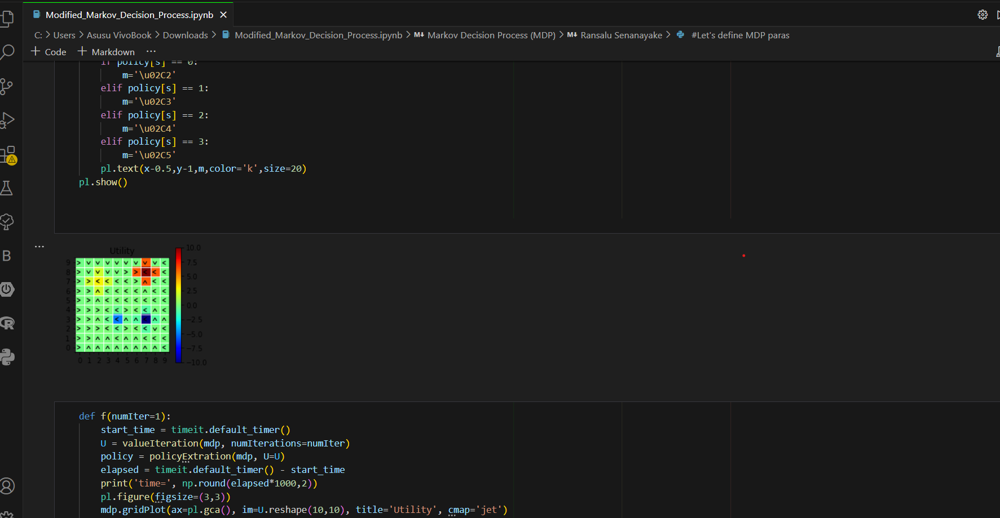 Modified_Markov_Decision_Process.ipynb
C: > Users > Asusu VivoBook > Downloads > Modified_Markov_Decision_Process.ipynb > M↓ Markov Decision Process (MDP) > M↓ Ransalu Senanayake > #Let's define MDP paras
+ Code + Markdown ...
if policy[s] == 0:
m='\u02C2'
elif policy[s] == 1:
m='\u02C3'
elif policy[s] == 2:
m='\u02C4'
elif policy[s] == 3:
m='\u02C5'
pl.text(x-0.5,y-1,m,color='k',size=20)
pl.show()
...
Utility
10.0
7.5
5.0
2.5
0.0
−2.5
−5.0
−7.5
−10.0
9
8
7
6
5
4
3
2
1
0
0 1 2 3 4 5 6 7 8 9
def f(numIter=1):
start_time = timeit.default_timer()
U = valueIteration(mdp, numIterations=numIter)
policy = policyExtration(mdp, U=U)
elapsed = timeit.default_timer() - start_time
print('time=', np.round(elapsed*1000,2))
pl.figure(figsize=(3,3))
mdp.gridPlot(ax=pl.gca(), im=U.reshape(10,10), title='Utility', cmap='jet')
B
R